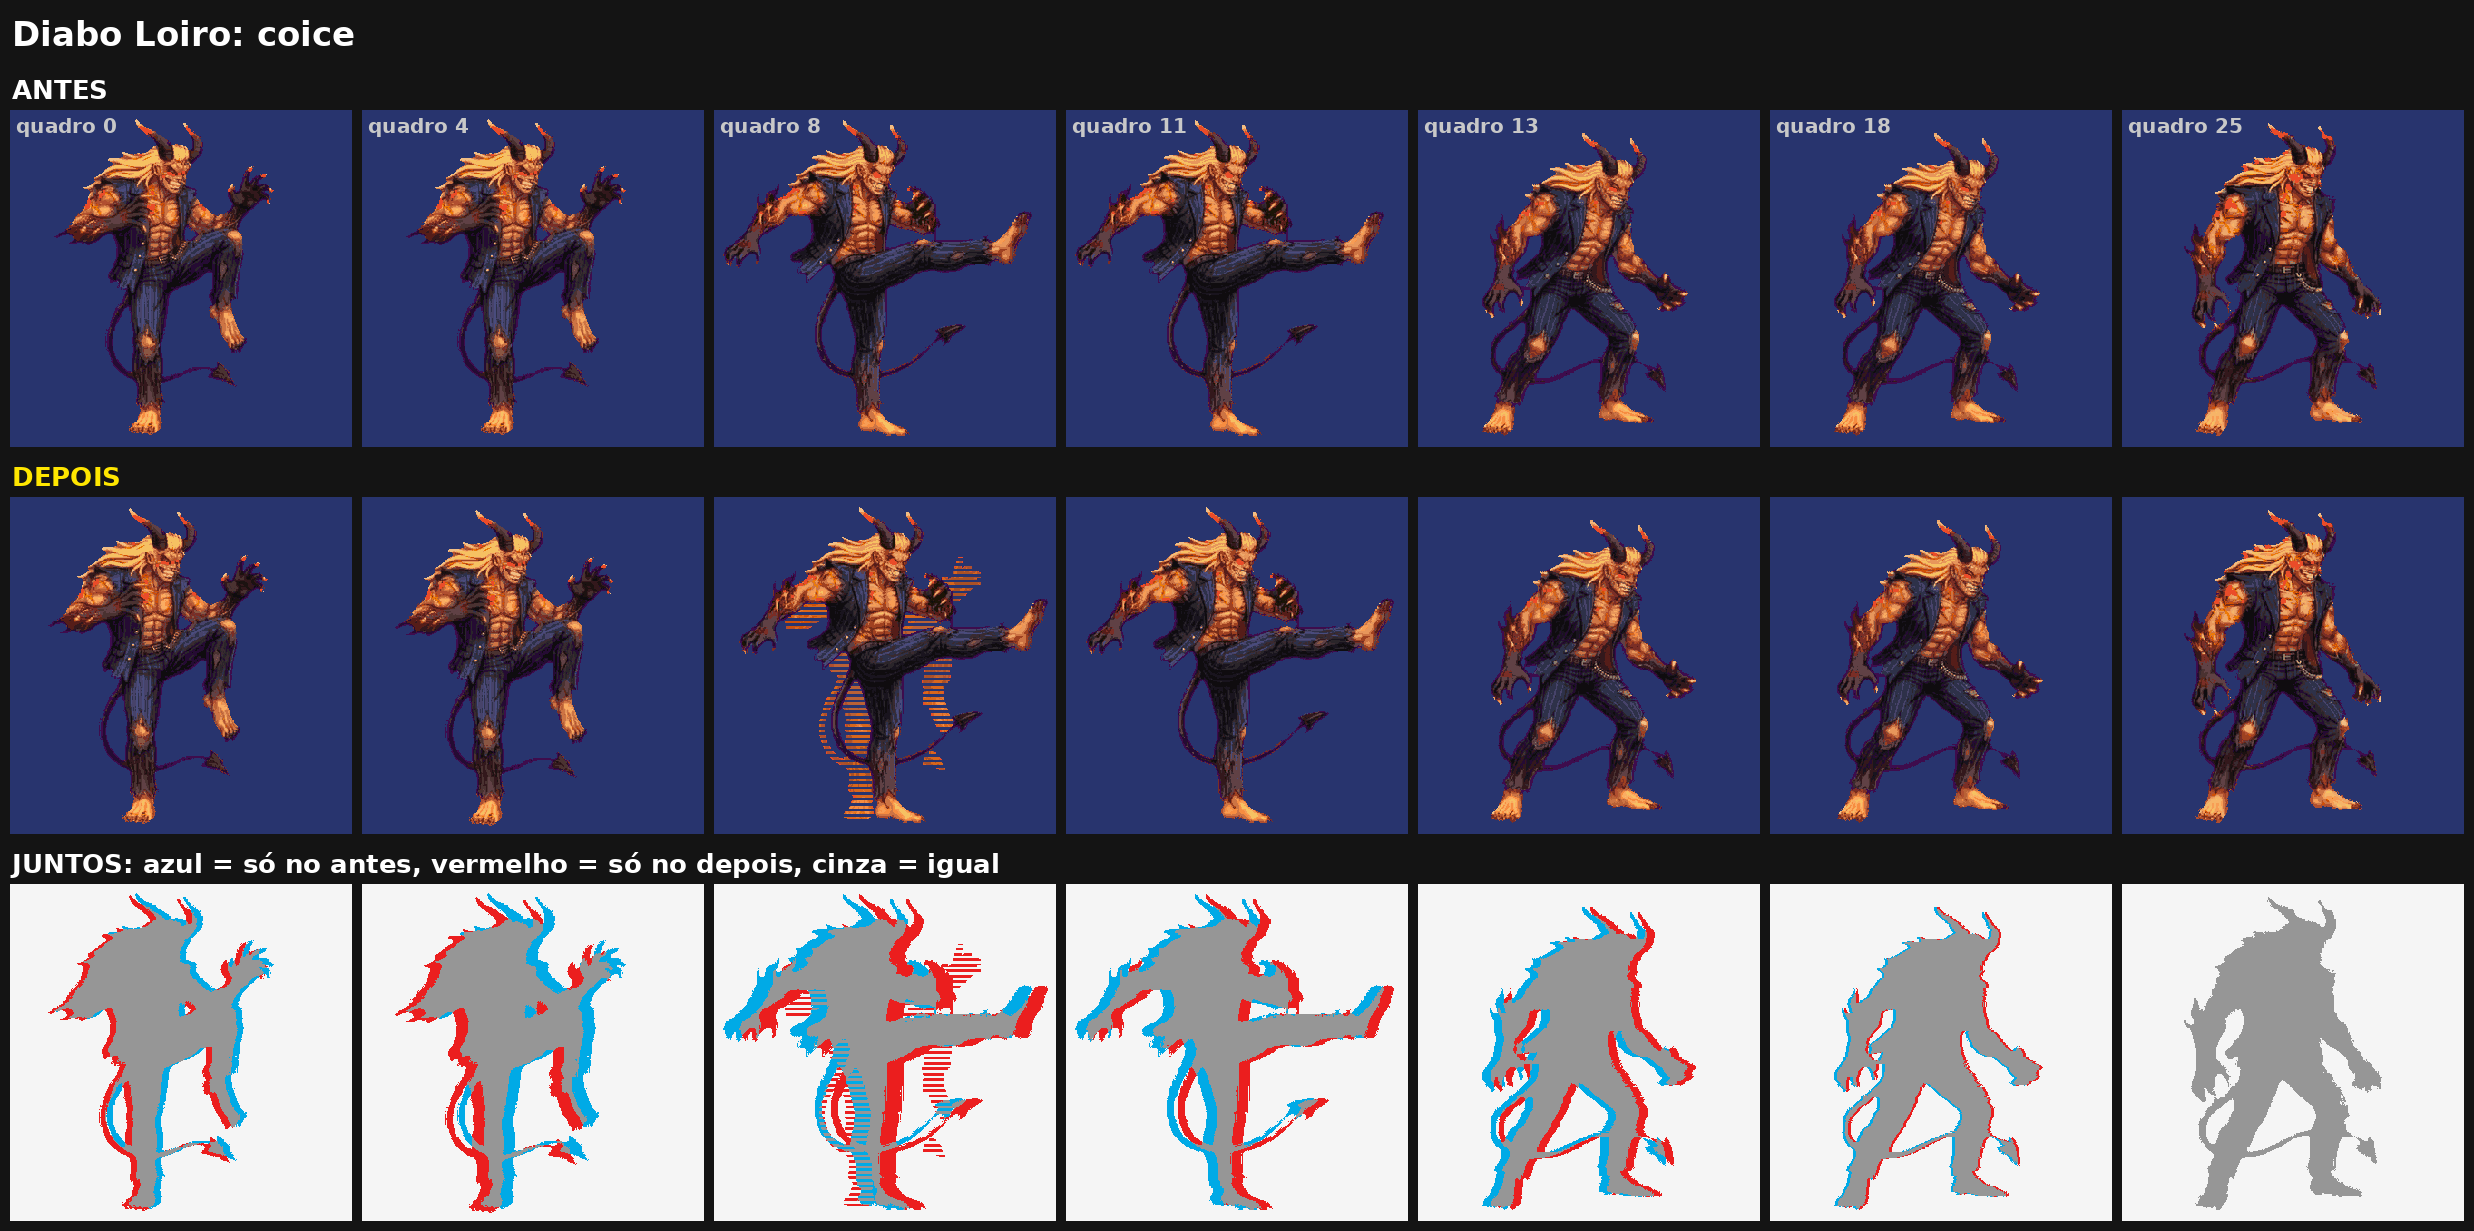 Diabo Loiro: coice
ANTES
quadro 0
quadro 4
quadro 8
quadro 11
quadro 13
quadro 18
quadro 25
DEPOIS
JUNTOS: azul = só no antes, vermelho = só no depois, cinza = igual